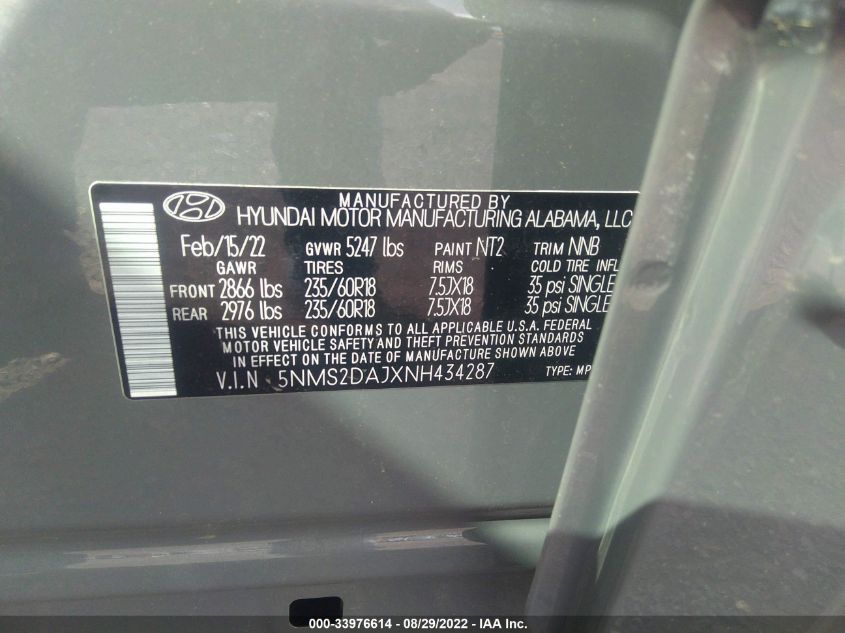 MANUFACTURED BY
HYUNDAI MOTOR MANUFACTURING ALABAMA, LLC
Feb/15/22 GVWR 5247 lbs PAINT NT2 TRIM NNB
GAWR TIRES RIMS COLD TIRE INFL
FRONT 2866 lbs 235/60R18 7.5JX18 35 psi SINGLE
REAR 2976 lbs 235/60R18 7.5JX18 35 psi SINGLE
THIS VEHICLE CONFORMS TO ALL APPLICABLE U.S.A. FEDERAL
MOTOR VEHICLE SAFETY AND THEFT PREVENTION STANDARDS
IN EFFECT ON THE DATE OF MANUFACTURE SHOWN ABOVE
V.I.N 5NMS2DAJXNH434287 TYPE: MP
000-33976614 - 08/29/2022 - IAA Inc.